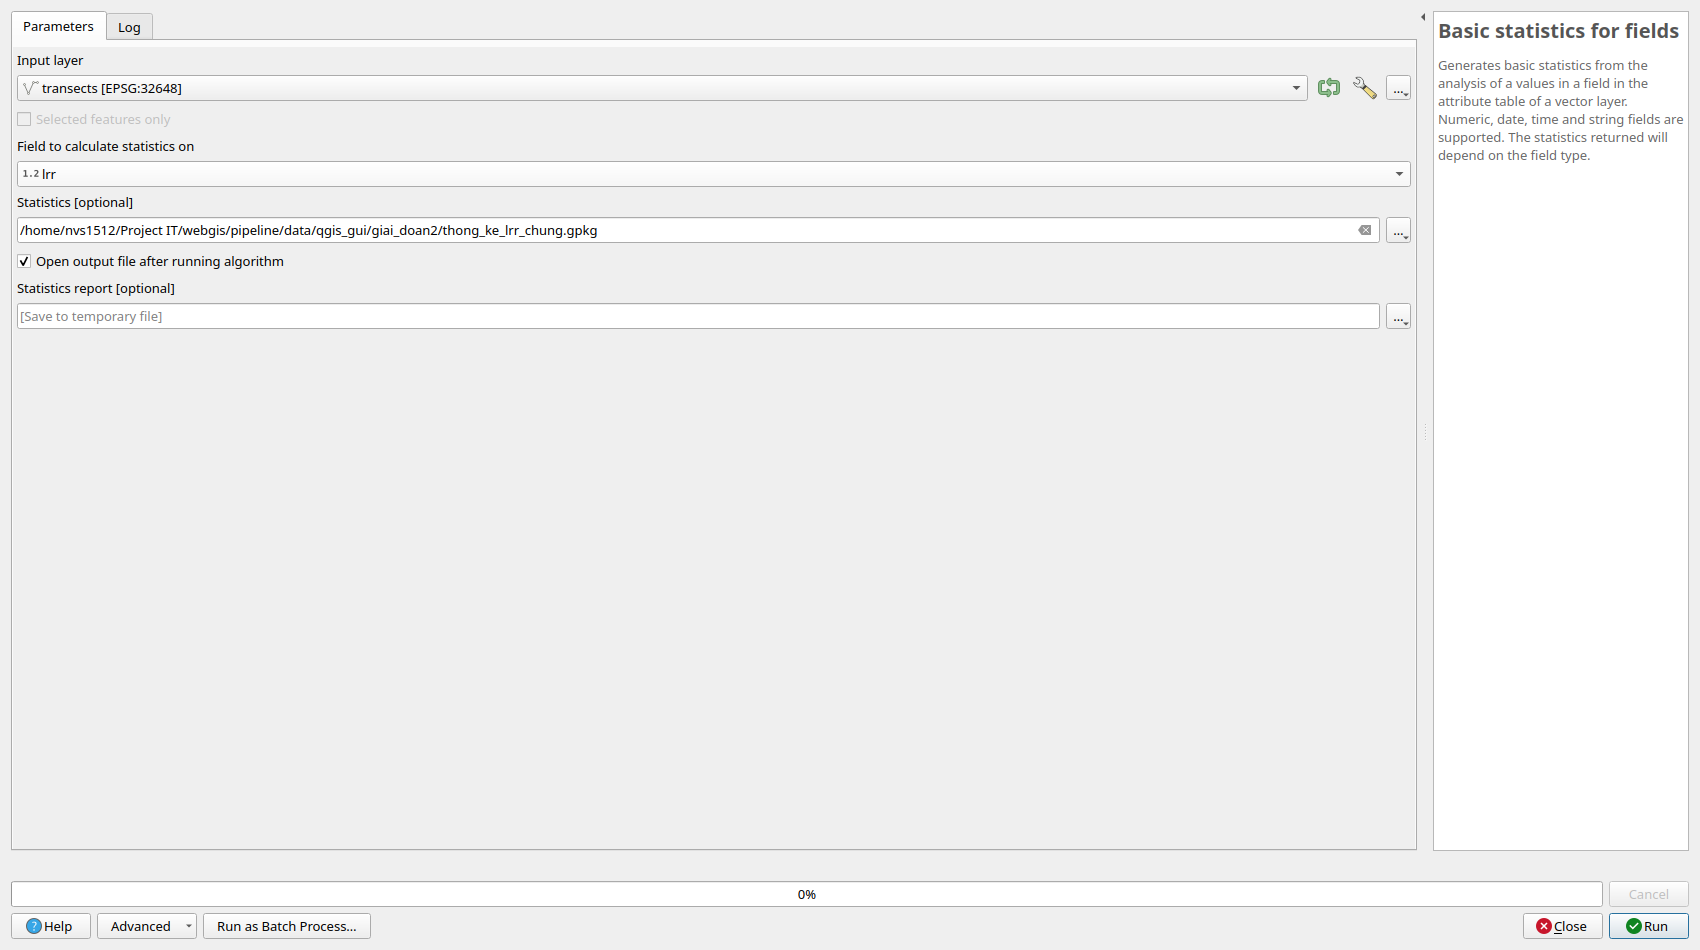 Parameters
Log
Input layer
transects [EPSG:32648]
...
Selected features only
Field to calculate statistics on
1.2 lrr
Statistics [optional]
/home/nvs1512/Project IT/webgis/pipeline/data/qgis_gui/giai_doan2/thong_ke_lrr_chung.gpkg
...
Open output file after running algorithm
Statistics report [optional]
[Save to temporary file]
...
Basic statistics for fields
Generates basic statistics from the
analysis of a values in a field in the
attribute table of a vector layer.
Numeric, date, time and string fields are
supported. The statistics returned will
depend on the field type.
0%
Cancel
? Help
Advanced
Run as Batch Process...
Close
Run